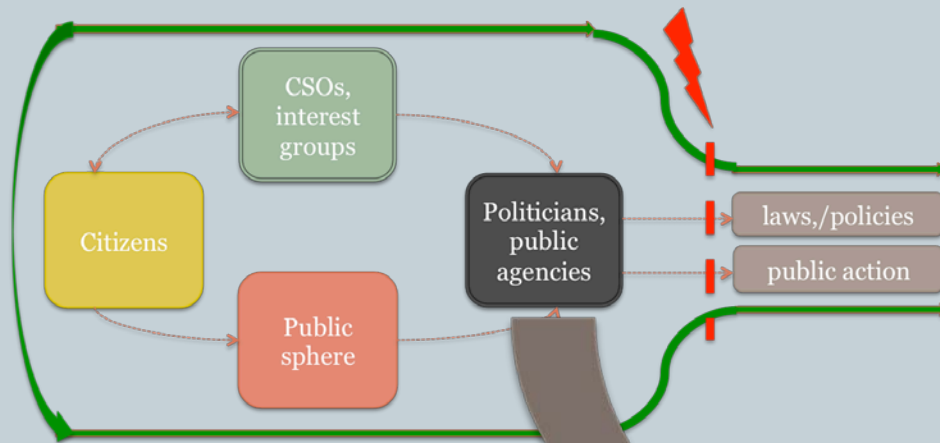 CSOs,
interest
groups
Citizens
Politicians,
public
agencies
laws,/policies
public action
Public
sphere